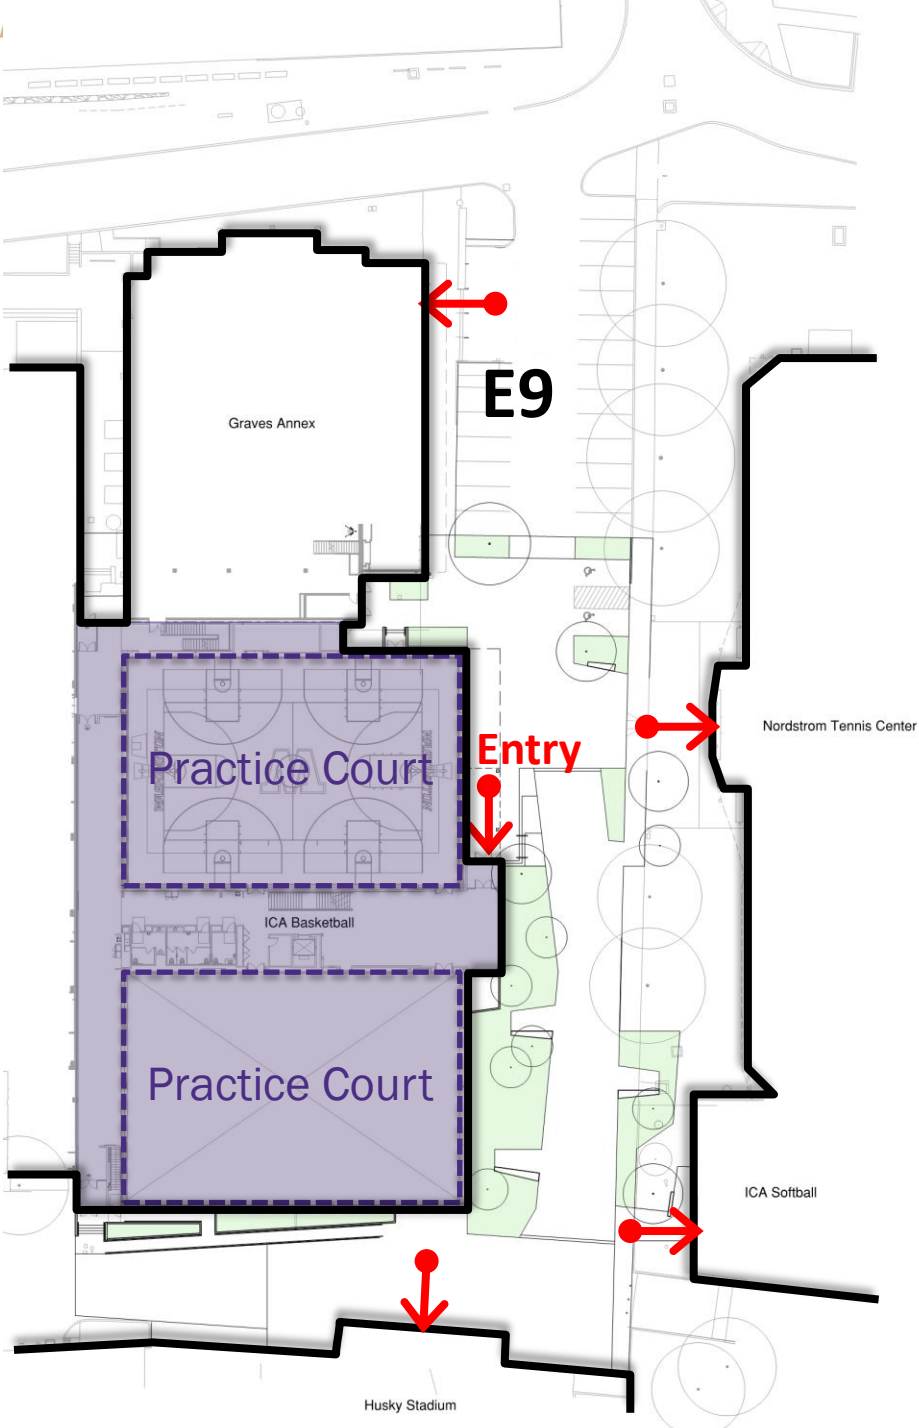 E9
Graves Annex
Entry
Nordstrom Tennis Center
Practice Court
ICA Basketball
Practice Court
ICA Softball
Husky Stadium